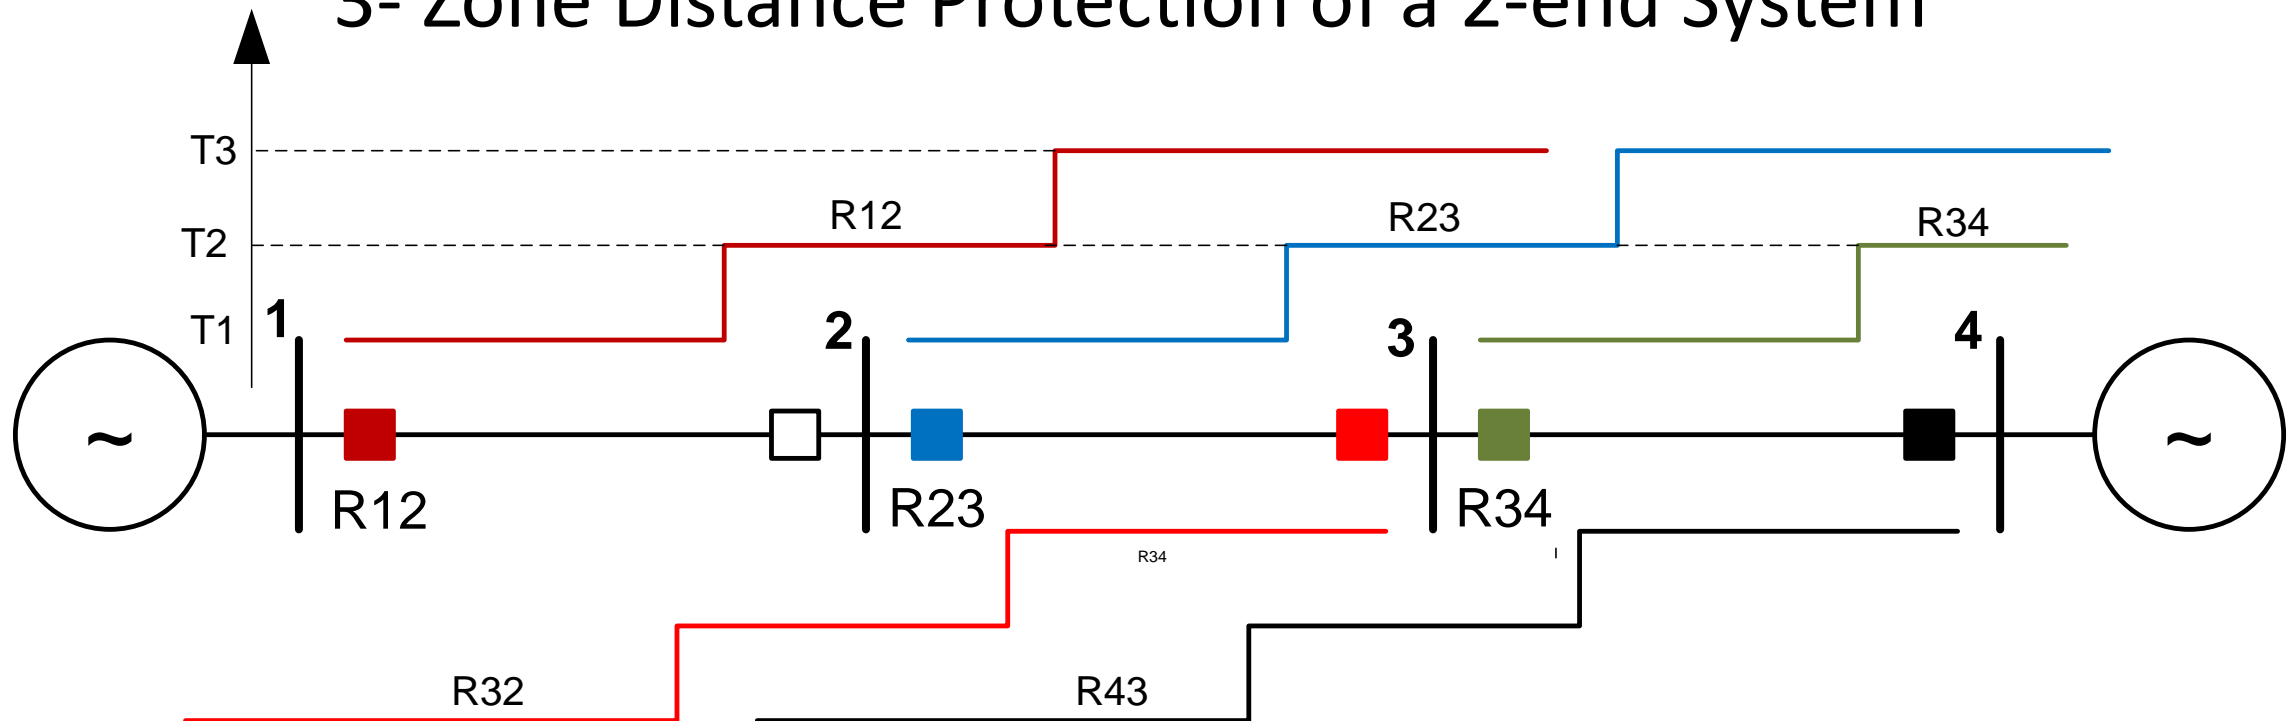 3- Zone Distance Protection of a 2-end System
T3
R12
R23
R34
T2
T1
1
2
3
4
~
~
R12
R23
R34
R34
R32
R43